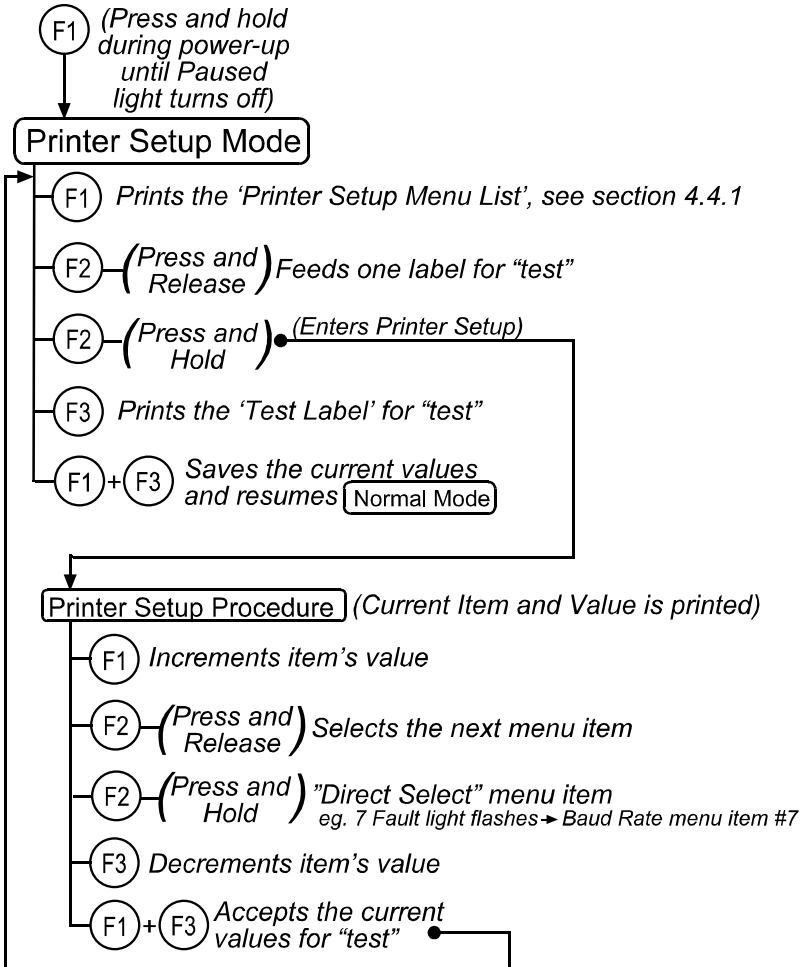 F1 (Press and hold
during power-up
until Paused
light turns off)
Printer Setup Mode
F1 Prints the ‘Printer Setup Menu List’, see section 4.4.1
F2 (Press and Release) Feeds one label for “test”
F2 (Press and Hold) (Enters Printer Setup)
F3 Prints the ‘Test Label’ for “test”
F1 + F3 Saves the current values
and resumes Normal Mode
Printer Setup Procedure (Current Item and Value is printed)
F1 Increments item’s value
F2 (Press and Release) Selects the next menu item
F2 (Press and Hold) ”Direct Select” menu item
eg. 7 Fault light flashes→ Baud Rate menu item #7
F3 Decrements item’s value
F1 + F3 Accepts the current
values for “test”